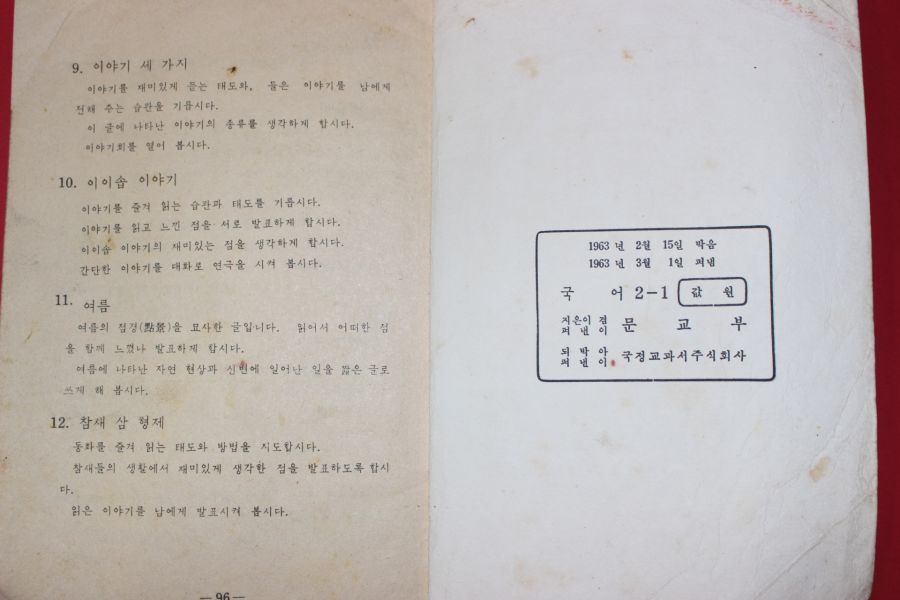 9. 이야기 세 가지
이야기를 재미있게 듣는 태도와, 들은 이야기를 남에게
전해 주는 습관을 기릅시다.
이 글에 나타난 이야기의 종류를 생각하게 합시다.
이야기회를 열어 봅시다.
10. 이이솝 이야기
이야기를 즐겨 읽는 습관과 태도를 기릅시다.
이야기를 읽고 느낀 점을 서로 발표하게 합시다.
이이솝 이야기의 재미있는 점을 생각하게 합시다.
간단한 이야기를 대화로 연극을 시켜 봅시다.
11. 여름
여름의 점경(點景)을 묘사한 글입니다. 읽어서 어떠한 점
을 함께 느꼈나 발표하게 합시다.
여름에 나타난 자연 현상과 신변에 일어난 일을 짧은 글로
쓰게 해 봅시다.
12. 참새 삼 형제
동화를 즐겨 읽는 태도와 방법을 지도합시다.
참새들의 생활에서 재미있게 생각한 점을 발표하도록 합시
다.
읽은 이야기를 남에게 발표시켜 봅시다.
— 96 —
1963 년 2월 15일 박음
1963 년 3월 1일 펴냄
국 어 2-1 값 원
지은이 겸
펴낸이 문 교 부
되박아
펴낸이 국정교과서주식회사